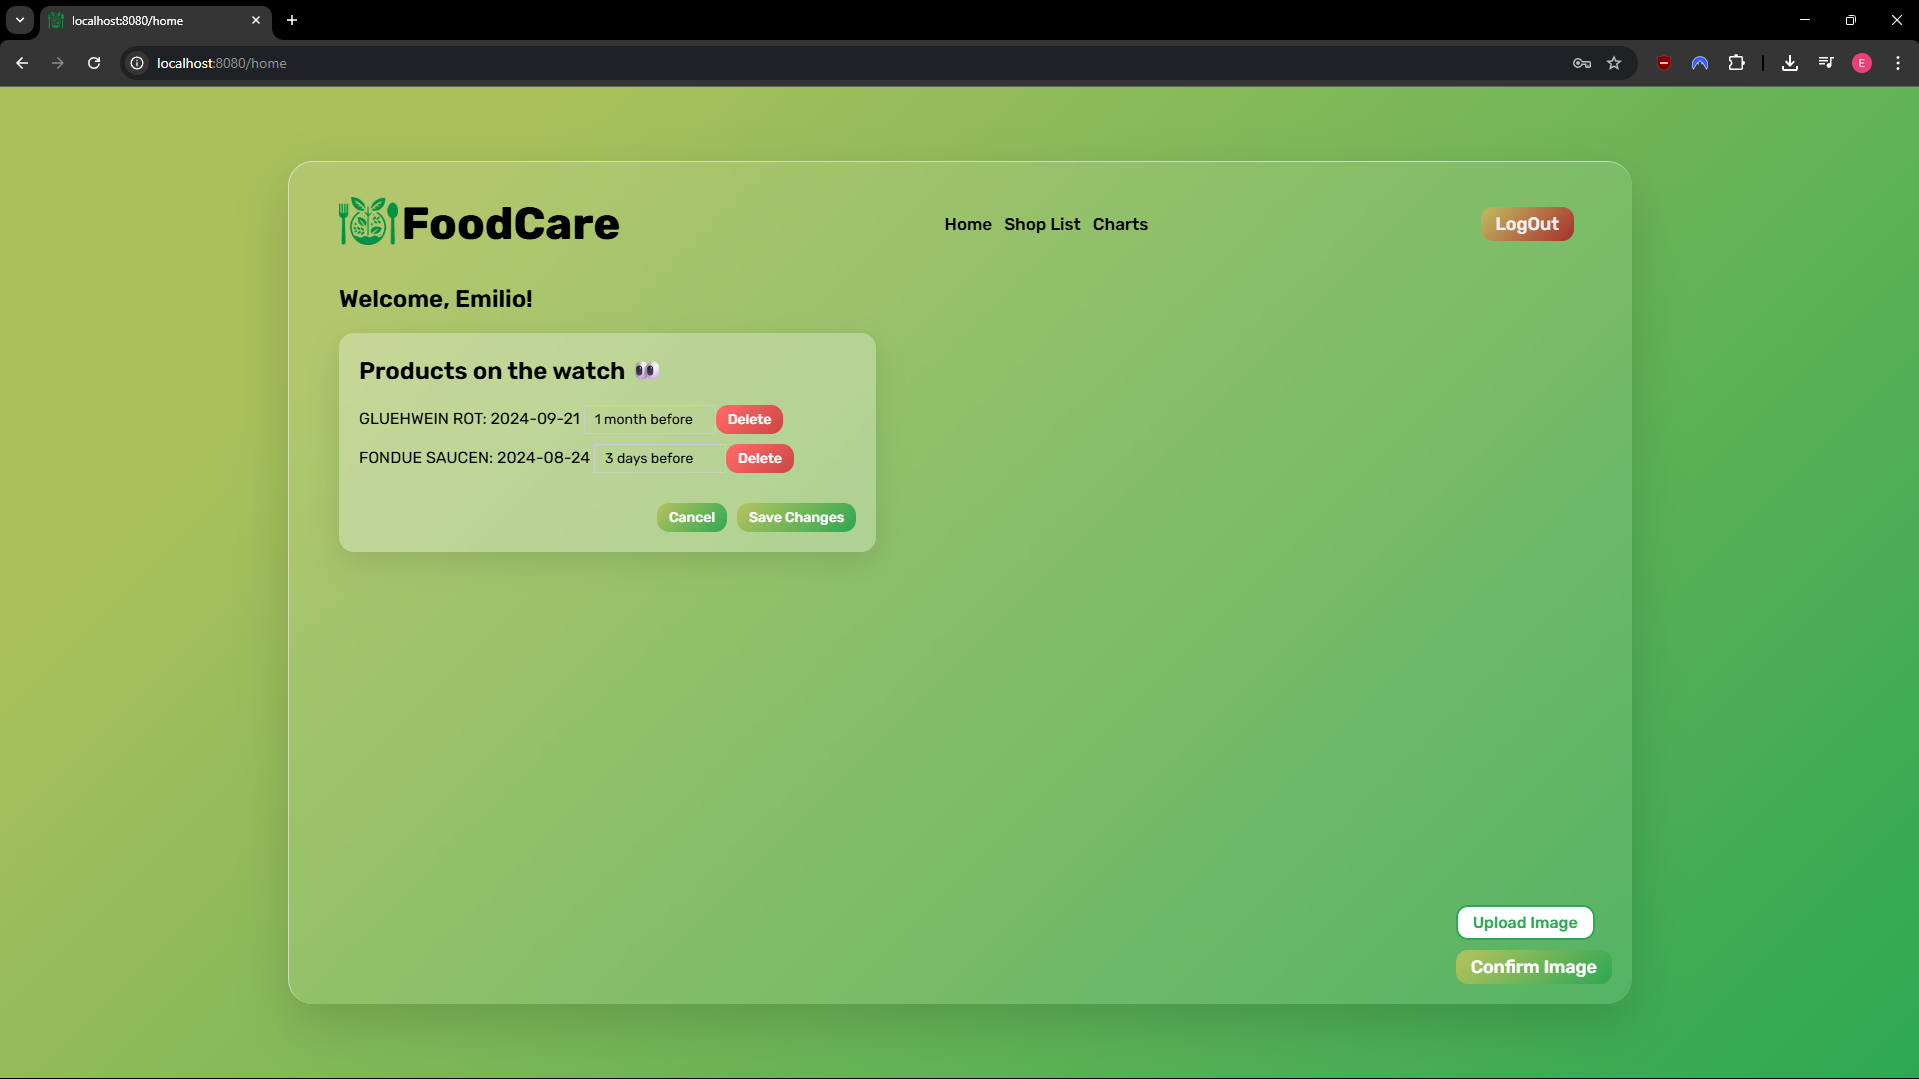 localhost:8080/home
localhost:8080/home
E
FoodCare
Home Shop List Charts
LogOut
Welcome, Emilio!
Products on the watch 👀
GLUEHWEIN ROT: 2024-09-21 1 month before Delete
FONDUE SAUCEN: 2024-08-24 3 days before Delete
Cancel Save Changes
Upload Image
Confirm Image